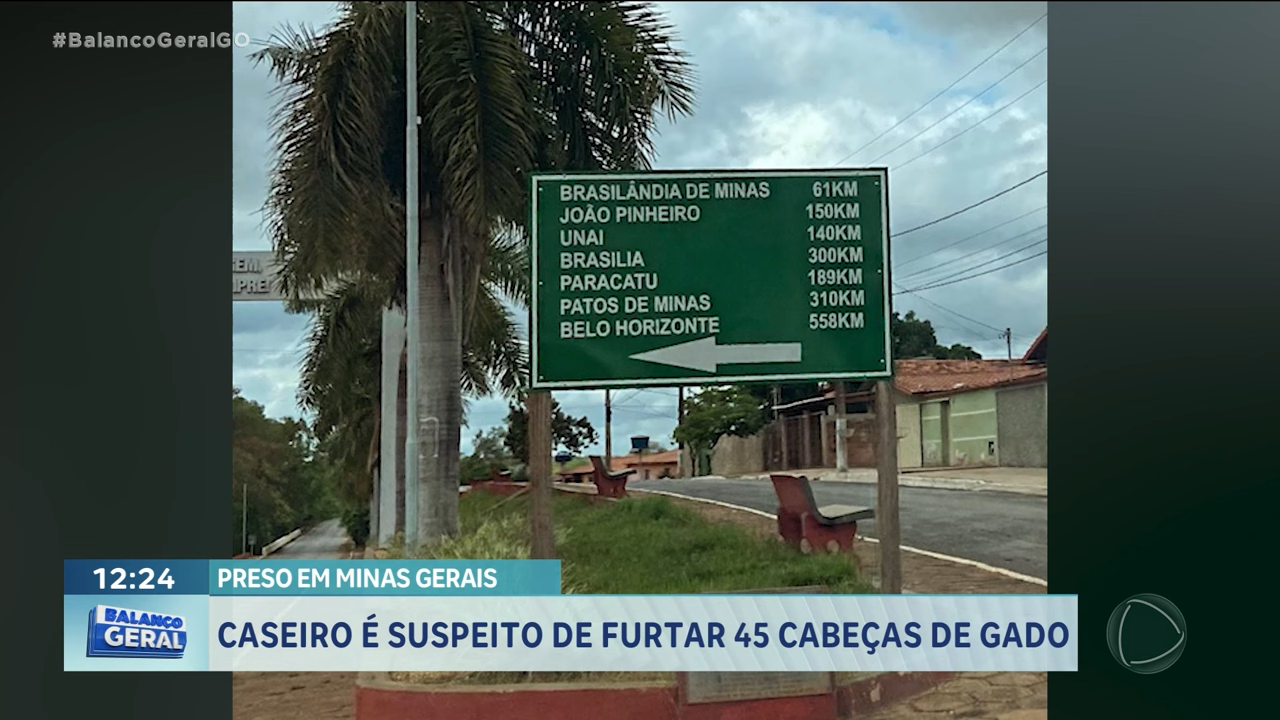 #BalancoGeralGO
BRASILÂNDIA DE MINAS 61KM
JOÃO PINHEIRO 150KM
UNAI 140KM
BRASILIA 300KM
PARACATU 189KM
PATOS DE MINAS 310KM
BELO HORIZONTE 558KM
12:24 PRESO EM MINAS GERAIS
BALANCO
GERAL
CASEIRO É SUSPEITO DE FURTAR 45 CABEÇAS DE GADO